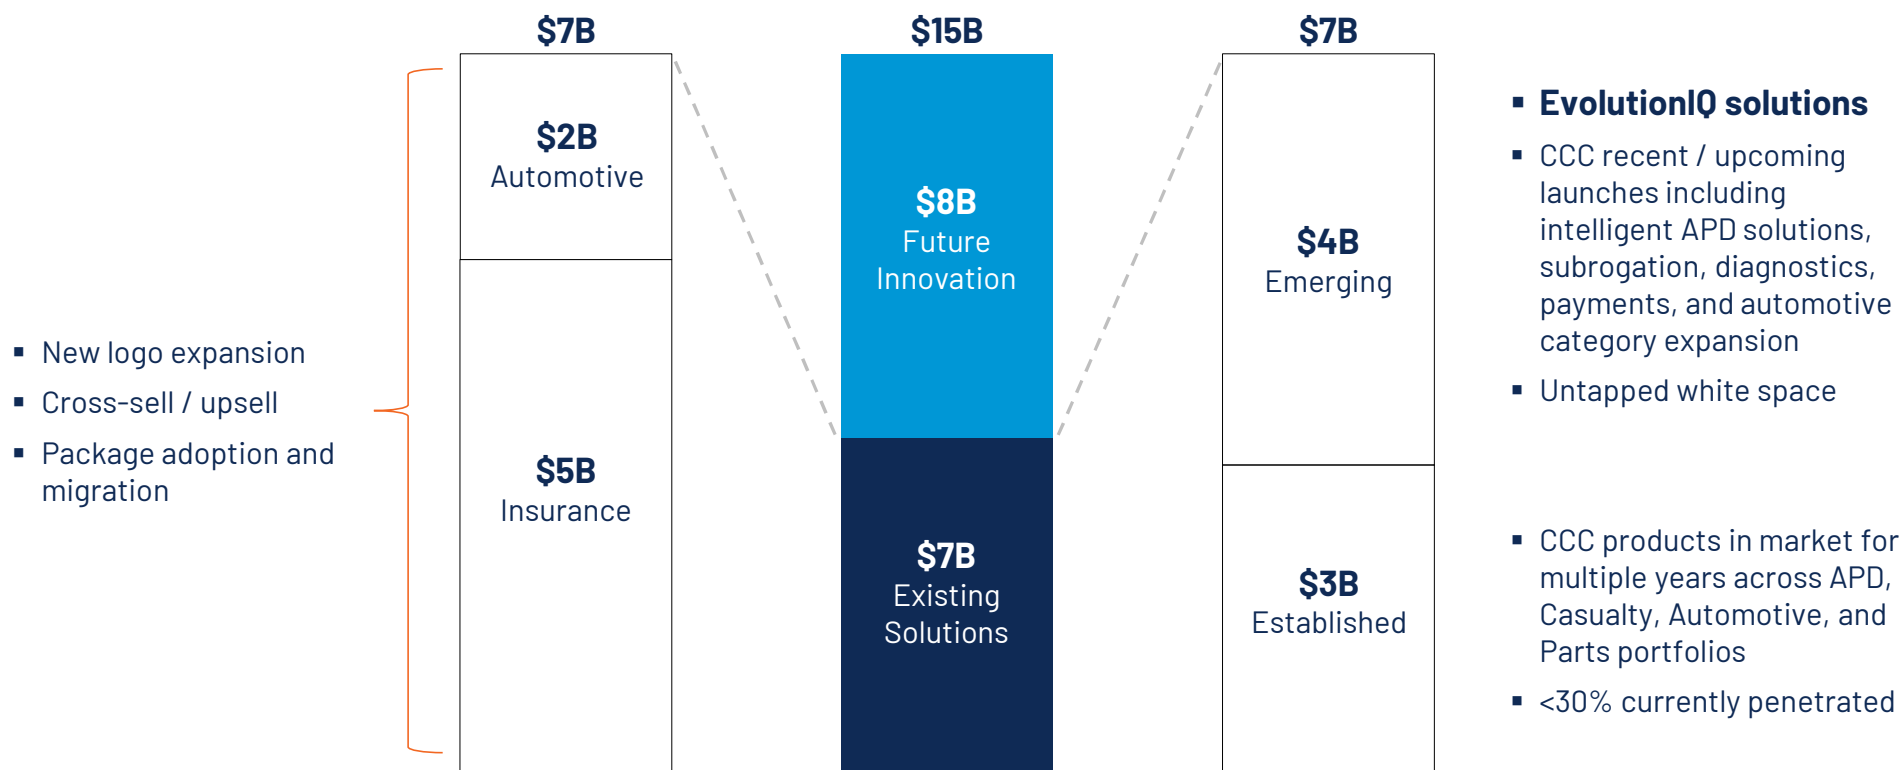 ▪ New logo expansion
▪ Cross-sell / upsell
▪ Package adoption and
migration
$7B
$2B
Automotive
$5B
Insurance
$15B
$8B
Future
Innovation
$7B
Existing
Solutions
$7B
$4B
Emerging
$3B
Established
▪ EvolutionIQ solutions
▪ CCC recent / upcoming
launches including
intelligent APD solutions,
subrogation, diagnostics,
payments, and automotive
category expansion
▪ Untapped white space
▪ CCC products in market for
multiple years across APD,
Casualty, Automotive, and
Parts portfolios
▪ <30% currently penetrated